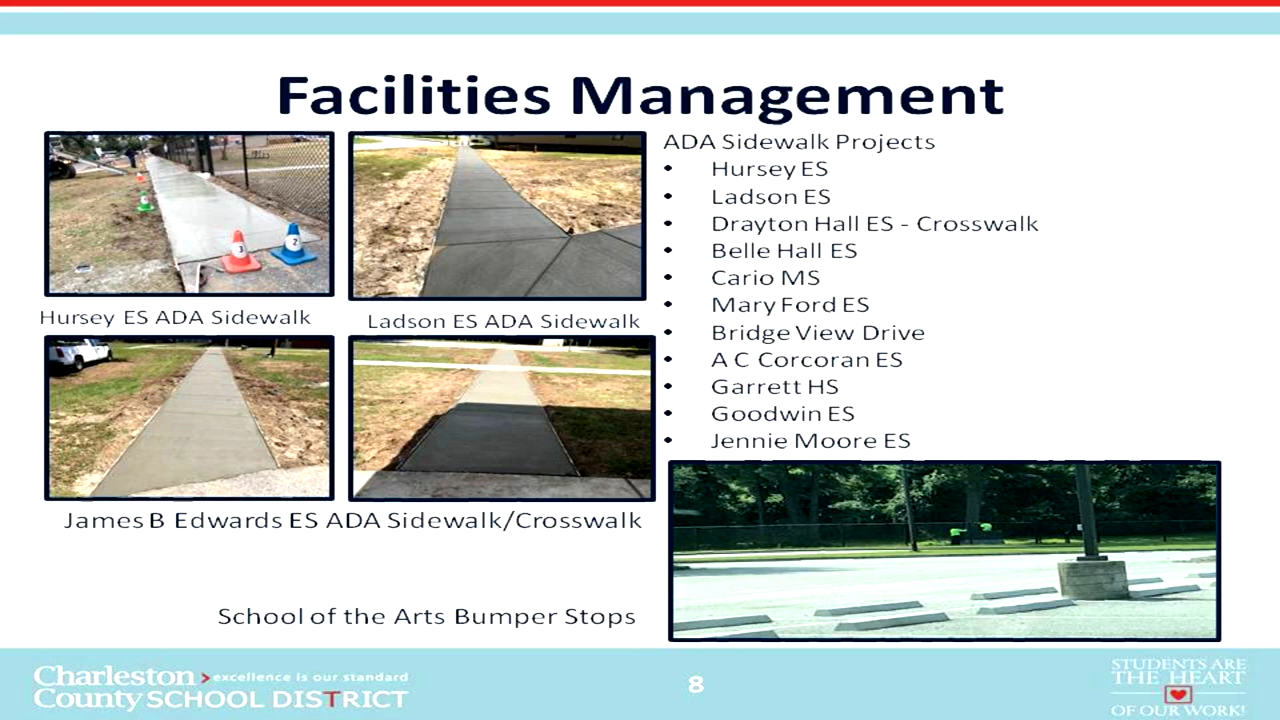 Facilities Management
ADA Sidewalk Projects
• Hursey ES
• Ladson ES
• Drayton Hall ES - Crosswalk
• Belle Hall ES
• Cario MS
• Mary Ford ES
• Bridge View Drive
• A C Corcoran ES
• Garrett HS
• Goodwin ES
• Jennie Moore ES
3
2
Hursey ES ADA Sidewalk
Ladson ES ADA Sidewalk
James B Edwards ES ADA Sidewalk/Crosswalk
School of the Arts Bumper Stops
Charleston > excellence is our standard
County SCHOOL DISTRICT
8
STUDENTS ARE
THE HEART
OF OUR WORK!